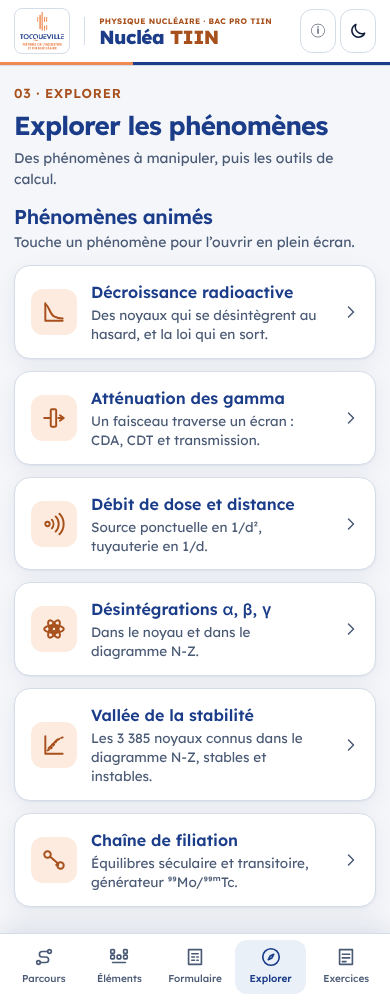 TOCQUEVILLE
PHYSIQUE NUCLÉAIRE · BAC PRO TIIN
Nucléa TIIN
03 · EXPLORER
Explorer les phénomènes
Des phénomènes à manipuler, puis les outils de
calcul.
Phénomènes animés
Touche un phénomène pour l’ouvrir en plein écran.
Décroissance radioactive
Des noyaux qui se désintègrent au
hasard, et la loi qui en sort.
Atténuation des gamma
Un faisceau traverse un écran :
CDA, CDT et transmission.
Débit de dose et distance
Source ponctuelle en 1/d²,
tuyauterie en 1/d.
Désintégrations α, β, γ
Dans le noyau et dans le
diagramme N-Z.
Vallée de la stabilité
Les 3 385 noyaux connus dans le
diagramme N-Z, stables et
instables.
Chaîne de filiation
Équilibres séculaire et transitoire,
générateur ⁹⁹Mo/⁹⁹ᵐTc.
Parcours
Éléments
Formulaire
Explorer
Exercices